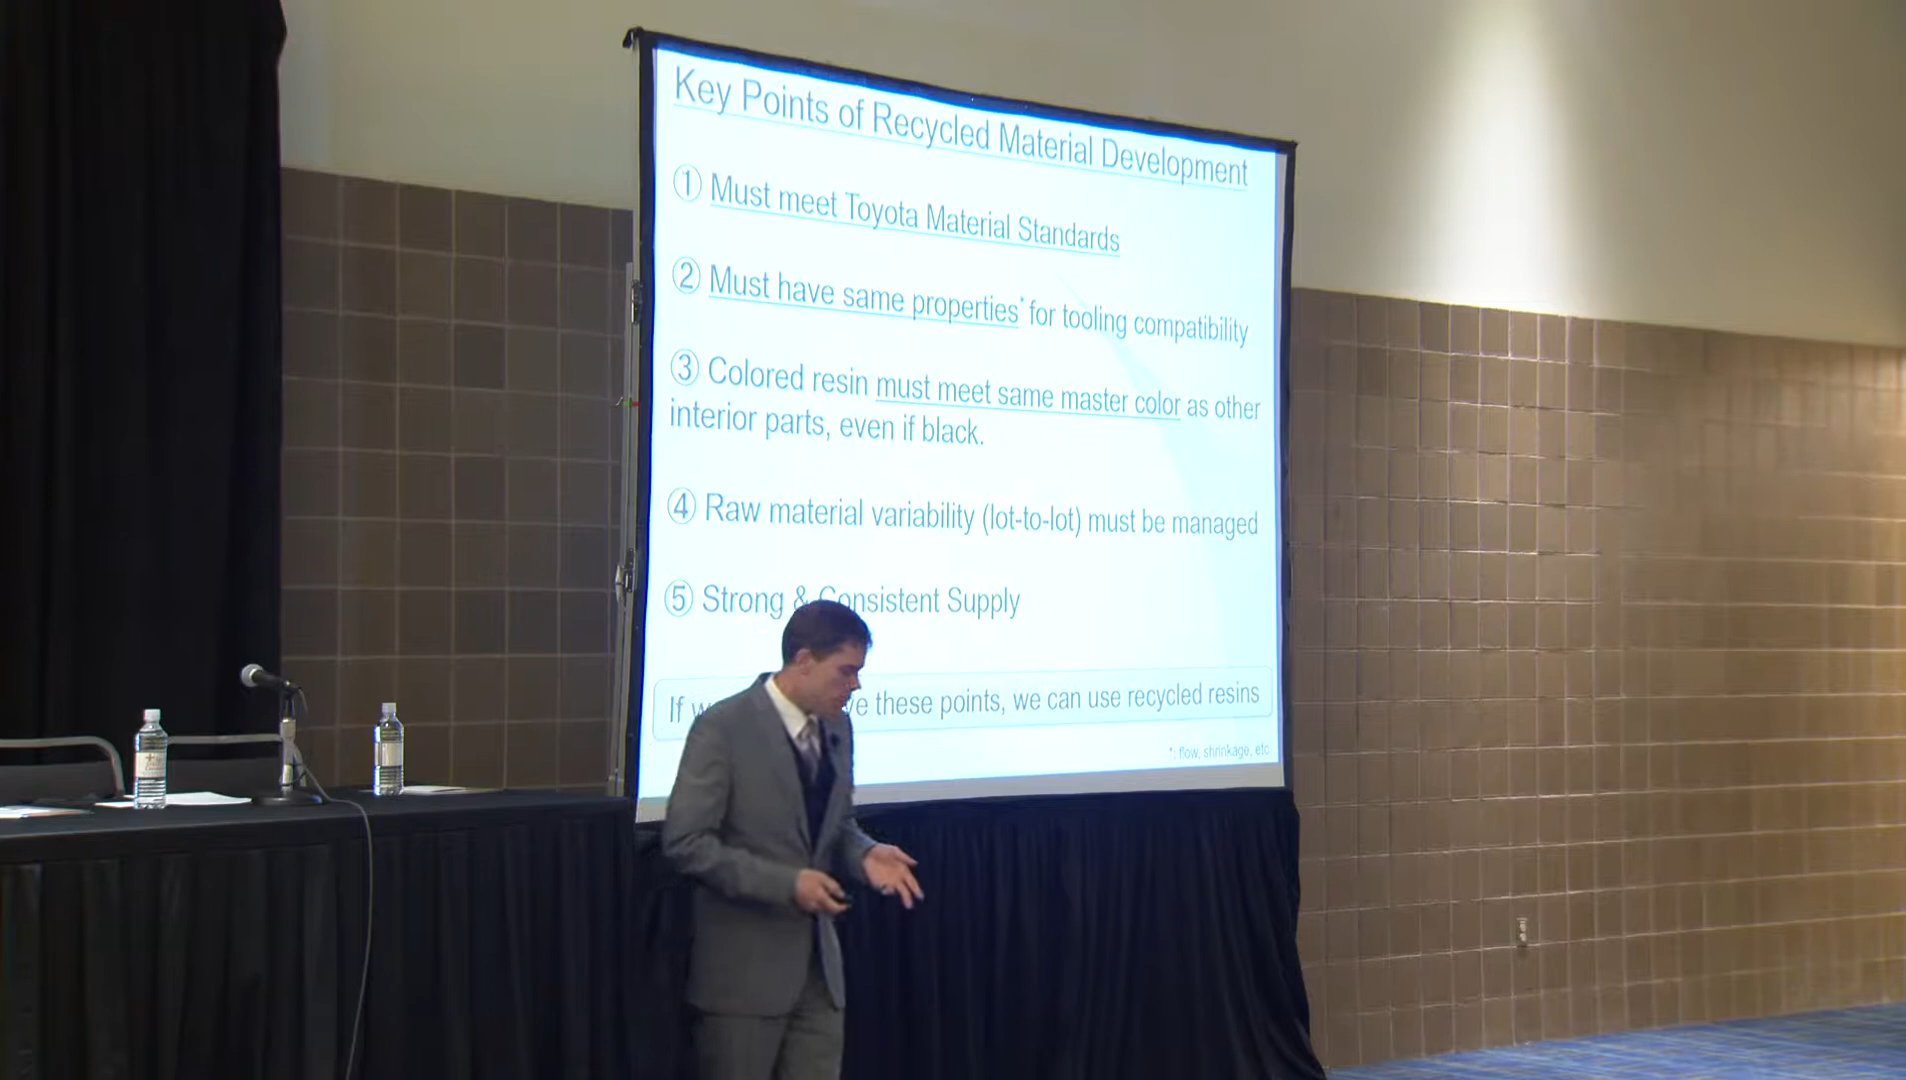 Key Points of Recycled Material Development
① Must meet Toyota Material Standards
② Must have same properties* for tooling compatibility
③ Colored resin must meet same master color as other
interior parts, even if black.
④ Raw material variability (lot-to-lot) must be managed
⑤ Strong & Consistent Supply
If these points, we can use recycled resins
*: flow, shrinkage, etc